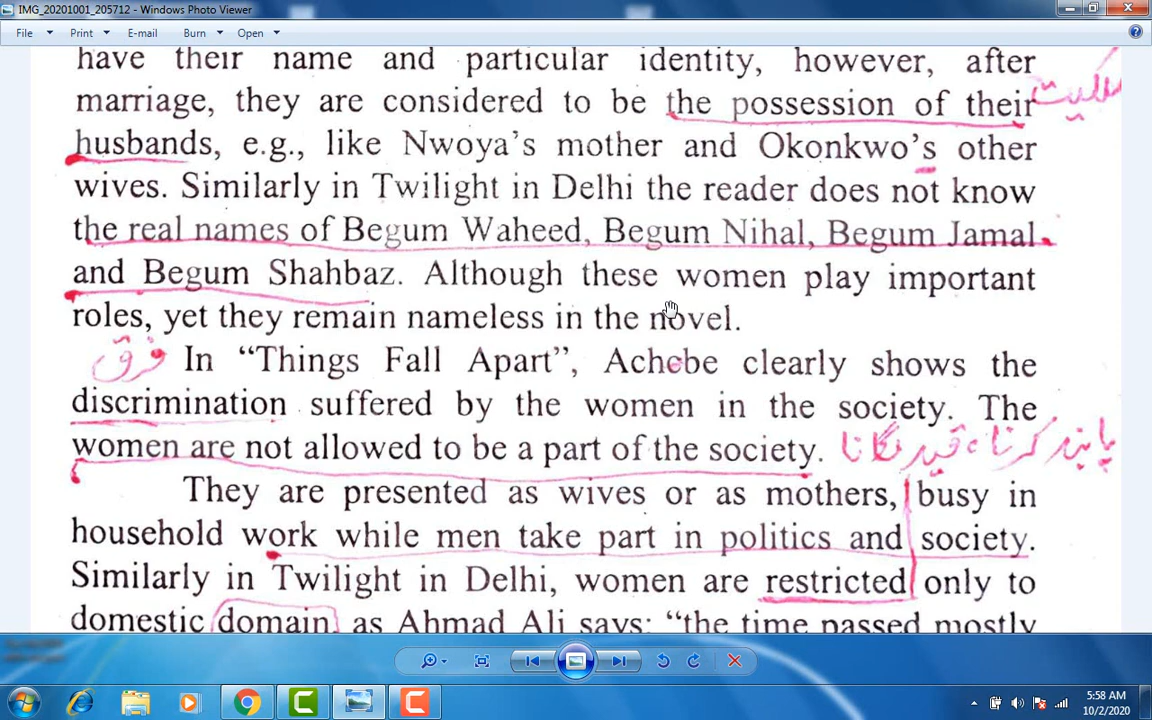 IMG_20201001_205712 - Windows Photo Viewer
File Print E-mail Burn Open
have their name and particular identity, however, after
marriage, they are considered to be the possession of their
ملکیت
husbands, e.g., like Nwoya's mother and Okonkwo's other
wives. Similarly in Twilight in Delhi the reader does not know
the real names of Begum Waheed, Begum Nihal, Begum Jamal
and Begum Shahbaz. Although these women play important
roles, yet they remain nameless in the novel.
فرق
In “Things Fall Apart”, Achebe clearly shows the
discrimination suffered by the women in the society. The
women are not allowed to be a part of the society.
پابند کرنا، قید لگانا
They are presented as wives or as mothers, busy in
household work while men take part in politics and society.
Similarly in Twilight in Delhi, women are restricted only to
domestic domain as Ahmad Ali says: “the time passed mostly
5:58 AM
10/2/2020